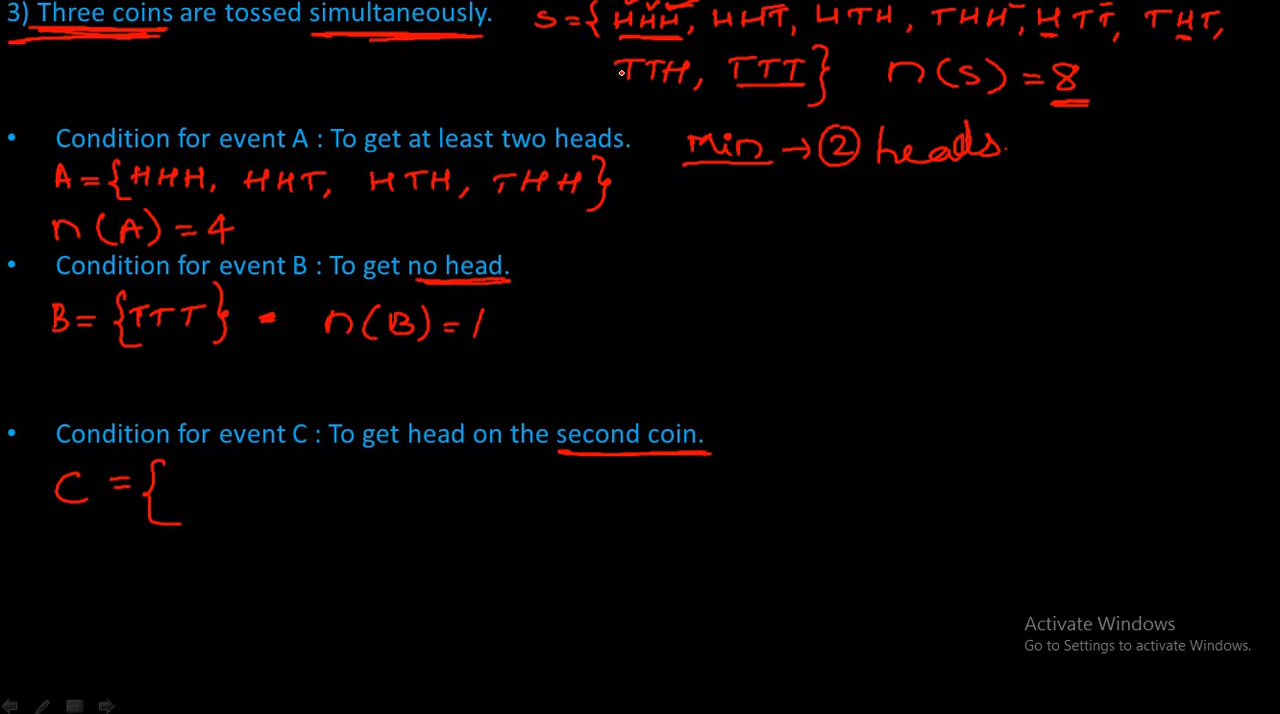 3) Three coins are tossed simultaneously. S = { HHH, HHT, HTH, THH, HTT, THT,
TTH, TTT } n(S) = 8
• Condition for event A : To get at least two heads. min → 2 heads.
A = { HHH, HHT, HTH, THH }
n(A) = 4
• Condition for event B : To get no head.
B = { TTT } n(B) = 1
• Condition for event C : To get head on the second coin.
C = {
Activate Windows
Go to Settings to activate Windows.